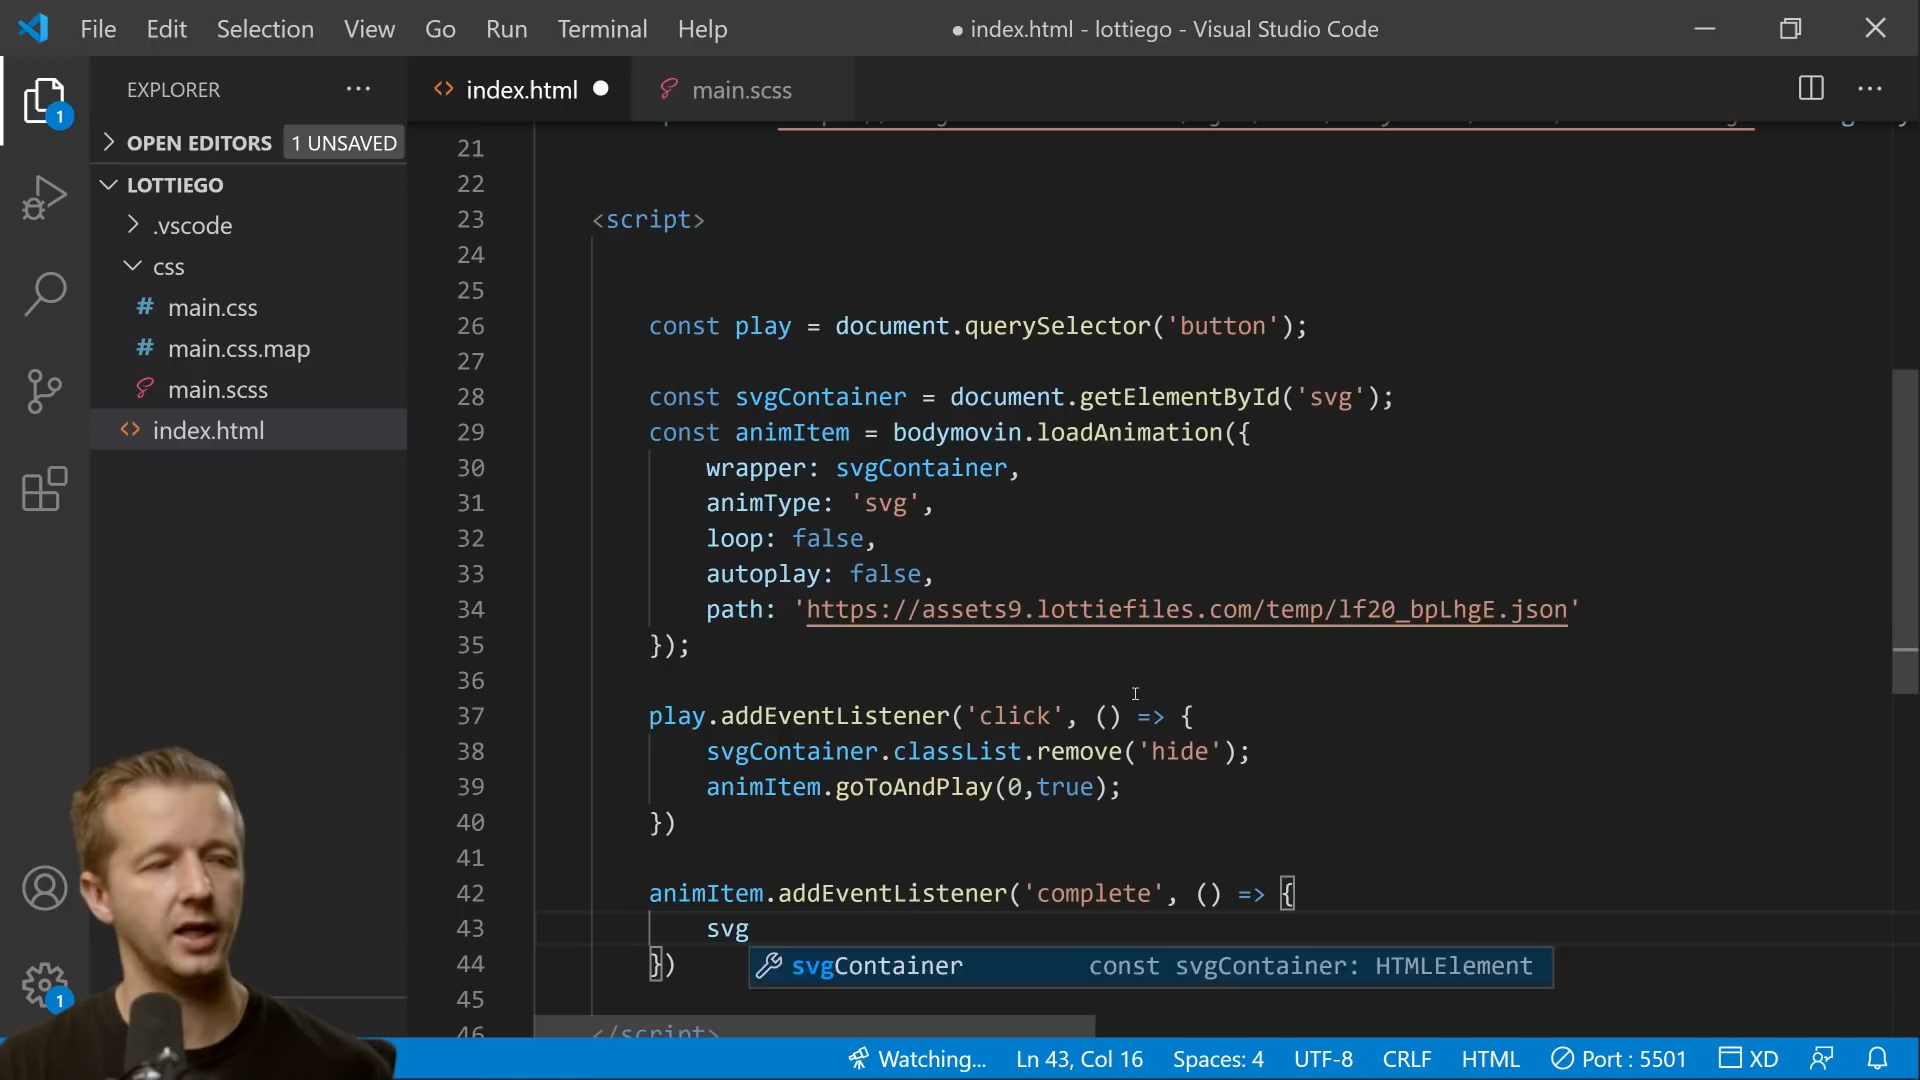 File Edit Selection View Go Run Terminal Help
● index.html - lottiego - Visual Studio Code
EXPLORER
index.html
main.scss
OPEN EDITORS 1 UNSAVED
LOTTIEGO
.vscode
css
main.css
main.css.map
main.scss
index.html
1
1
21
22
23 <script>
24
25
26 const play = document.querySelector('button');
27
28 const svgContainer = document.getElementById('svg');
29 const animItem = bodymovin.loadAnimation({
30 wrapper: svgContainer,
31 animType: 'svg',
32 loop: false,
33 autoplay: false,
34 path: 'https://assets9.lottiefiles.com/temp/lf20_bpLhgE.json'
35 });
36
37 play.addEventListener('click', () => {
38 svgContainer.classList.remove('hide');
39 animItem.goToAndPlay(0,true);
40 })
41
42 animItem.addEventListener('complete', () => {
43 svg
44 })
svgContainer const svgContainer: HTMLElement
45
46 </script>
Watching... Ln 43, Col 16 Spaces: 4 UTF-8 CRLF HTML Port : 5501 XD